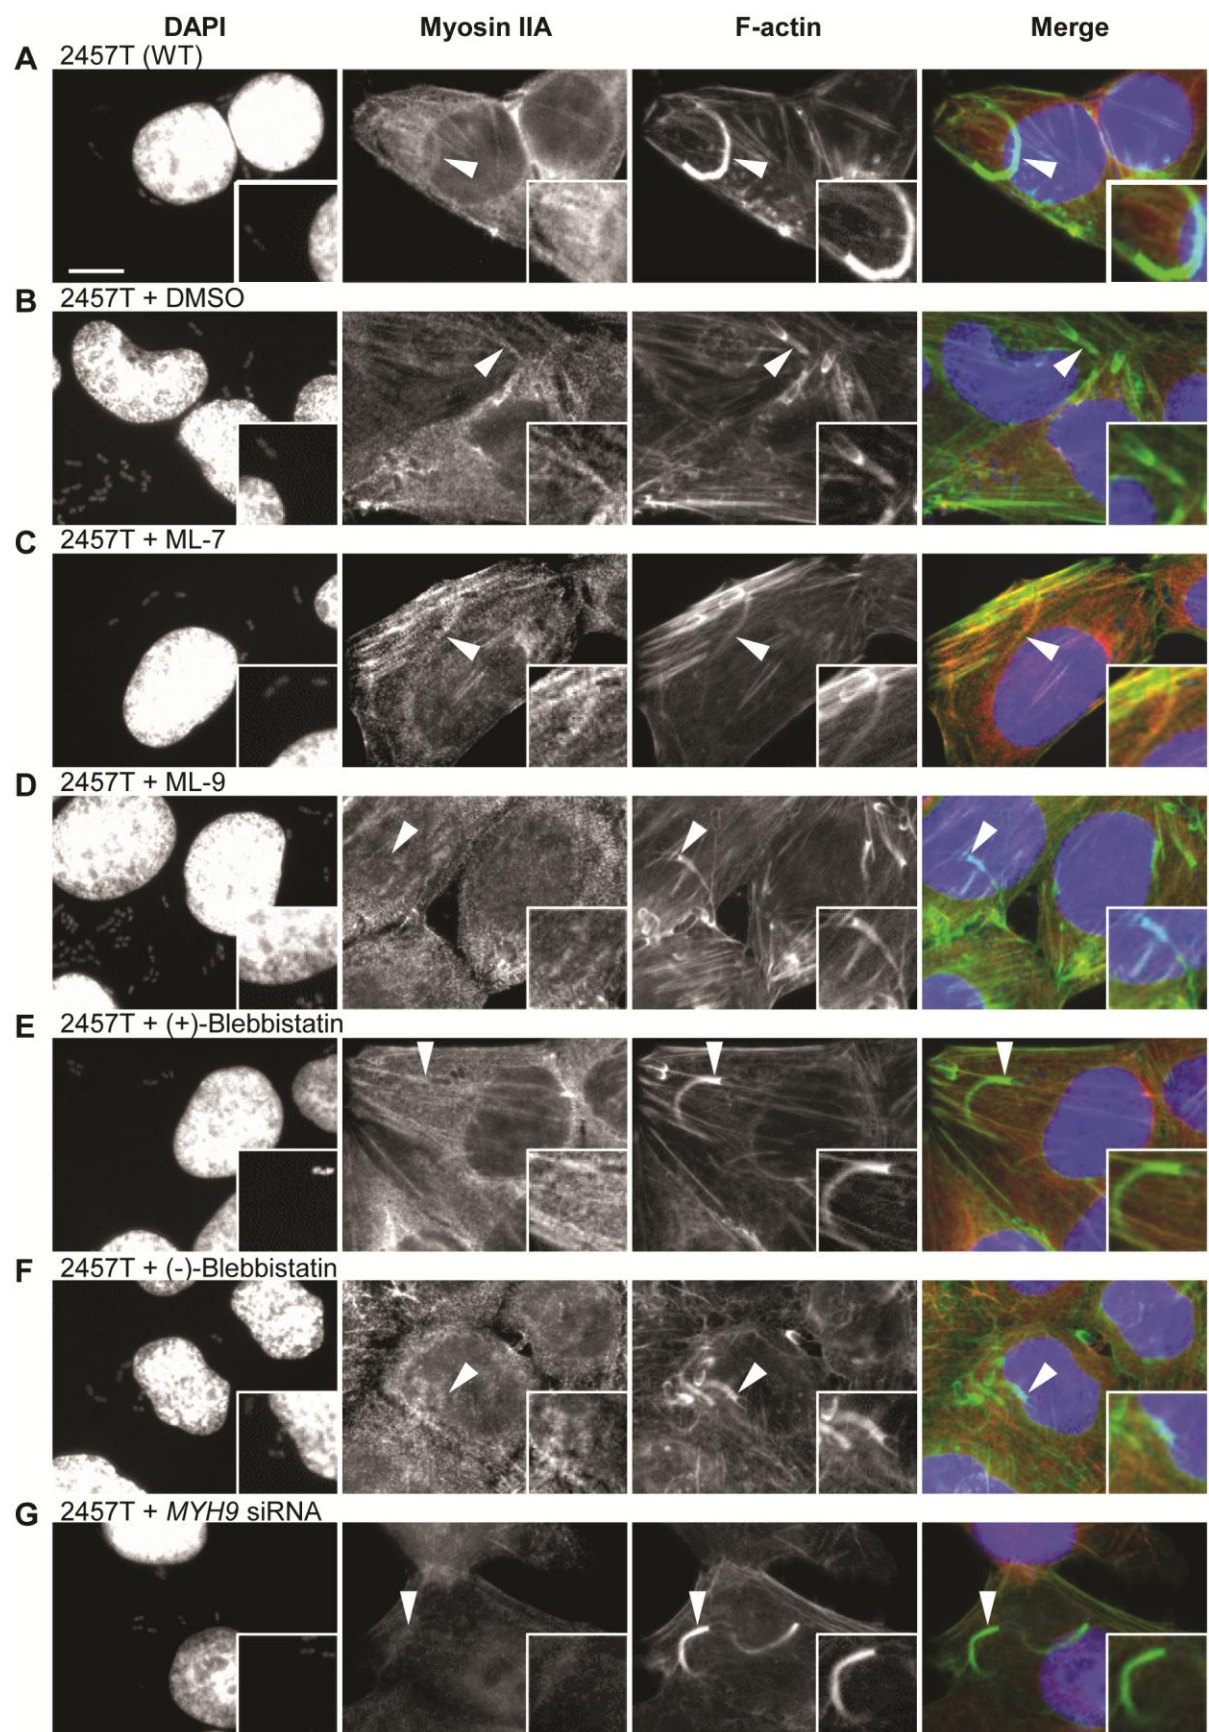 DAPI Myosin IIA F-actin Merge
A 2457T (WT)
B 2457T + DMSO
C 2457T + ML-7
D 2457T + ML-9
E 2457T + (+)-Blebbistatin
F 2457T + (-)-Blebbistatin
G 2457T + MYH9 siRNA